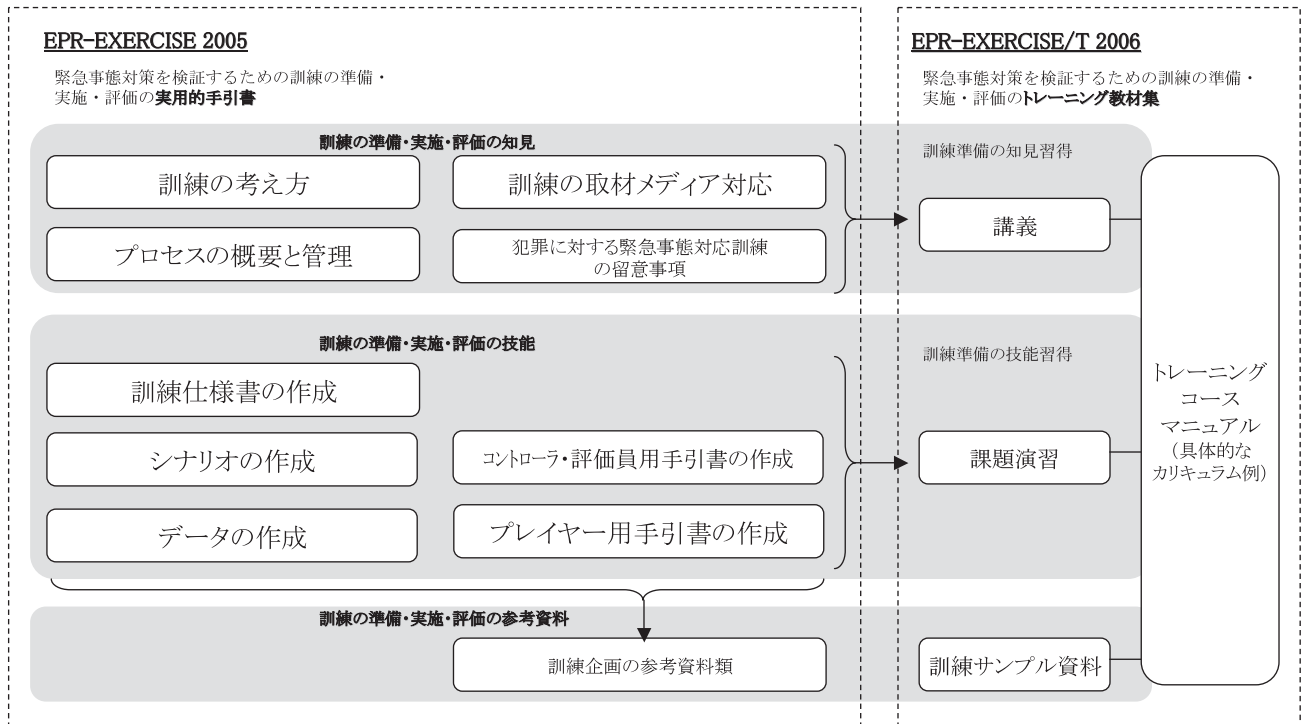 EPR-EXERCISE 2005
緊急事態対策を検証するための訓練の準備・
実施・評価の実用的手引書
訓練の準備・実施・評価の知見
訓練の考え方
訓練の取材メディア対応
プロセスの概要と管理
犯罪に対する緊急事態対応訓練
の留意事項
訓練の準備・実施・評価の技能
訓練仕様書の作成
シナリオの作成
コントローラ・評価員用手引書の作成
データの作成
プレイヤー用手引書の作成
訓練の準備・実施・評価の参考資料
訓練企画の参考資料類
EPR-EXERCISE/T 2006
緊急事態対策を検証するための訓練の準備・
実施・評価のトレーニング教材集
訓練準備の知見習得
講義
訓練準備の技能習得
課題演習
訓練サンプル資料
トレーニング
コース
マニュアル
(具体的な
カリキュラム例)